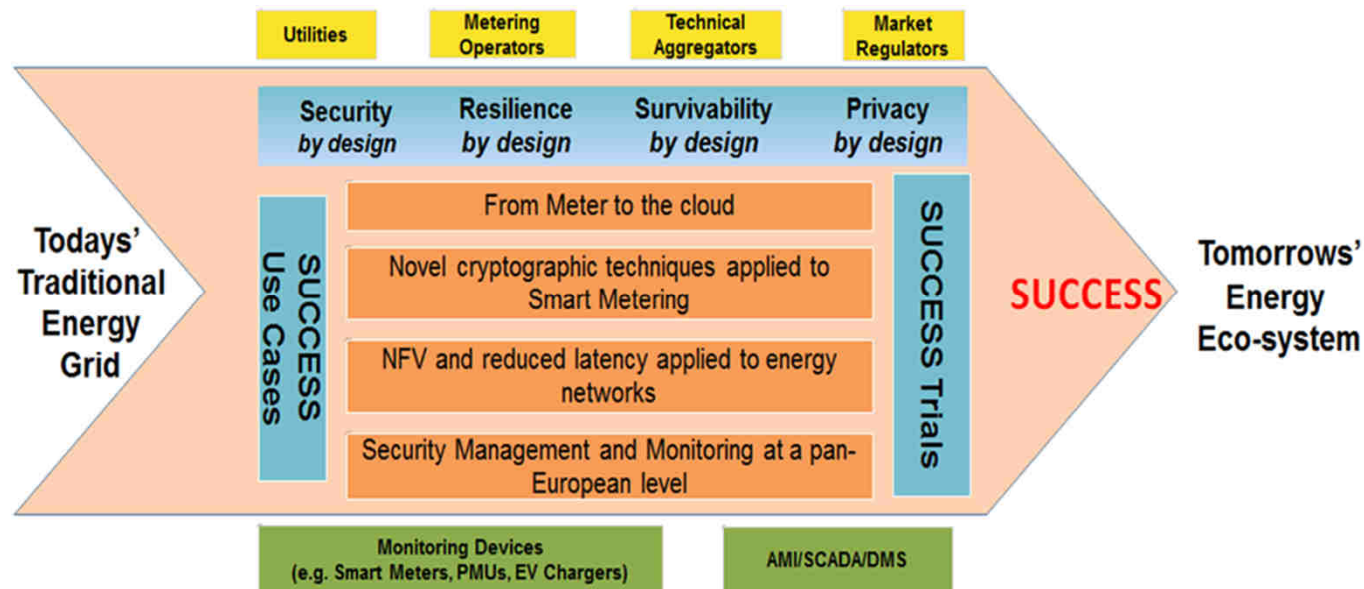 Utilities
Metering
Operators
Technical
Aggregators
Market
Regulators
Security
by design
Resilience
by design
Survivability
by design
Privacy
by design
Todays’
Traditional
Energy
Grid
SUCCESS
Use Cases
From Meter to the cloud
Novel cryptographic techniques applied to
Smart Metering
NFV and reduced latency applied to energy
networks
Security Management and Monitoring at a pan-
European level
SUCCESS Trials
SUCCESS
Tomorrows’
Energy
Eco-system
Monitoring Devices
(e.g. Smart Meters, PMUs, EV Chargers)
AMI/SCADA/DMS